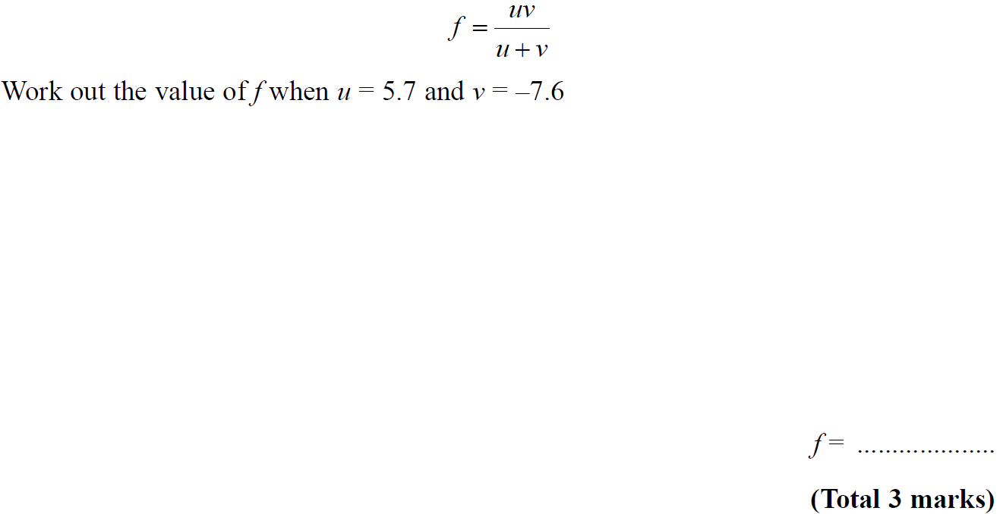 f = uv / u + v
Work out the value of f when u = 5.7 and v = –7.6
f = ....................
(Total 3 marks)